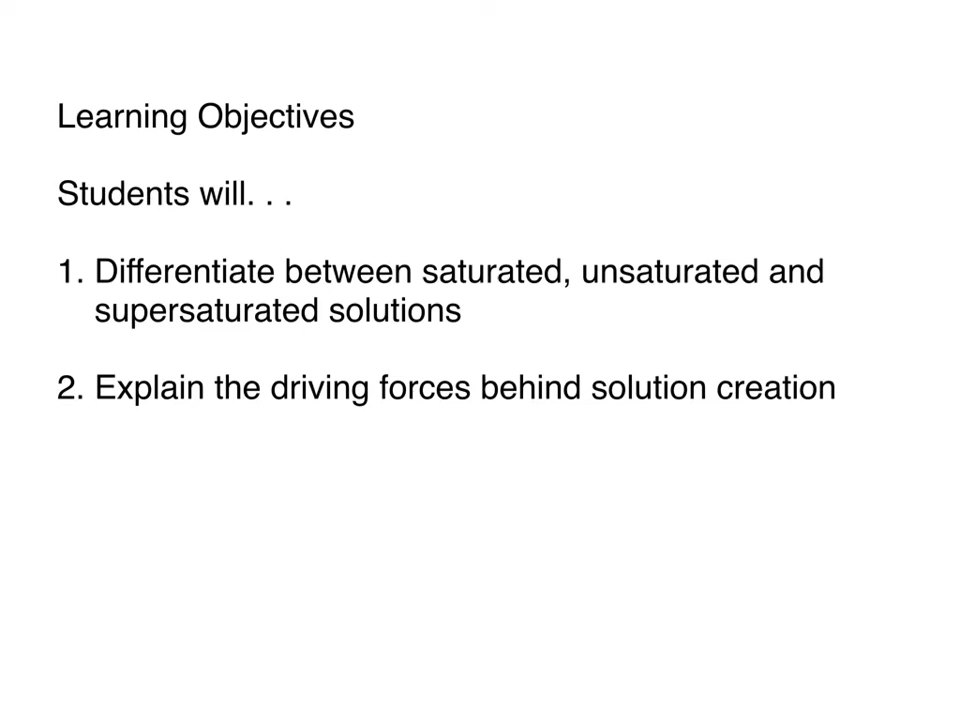 Learning Objectives
Students will. . .
1. Differentiate between saturated, unsaturated and
supersaturated solutions
2. Explain the driving forces behind solution creation